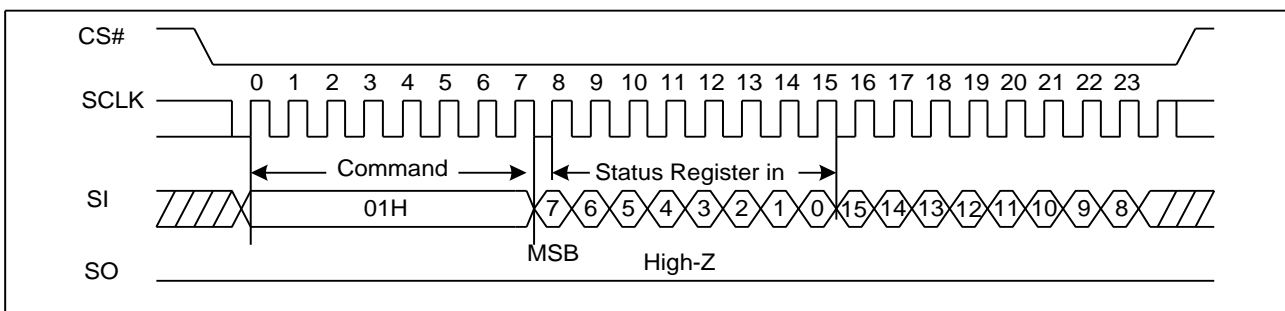 CS#
0 1 2 3 4 5 6 7 8 9 10 11 12 13 14 15 16 17 18 19 20 21 22 23
SCLK
Command Status Register in
SI 01H 7 6 5 4 3 2 1 0 15 14 13 12 11 10 9 8
MSB
SO High-Z